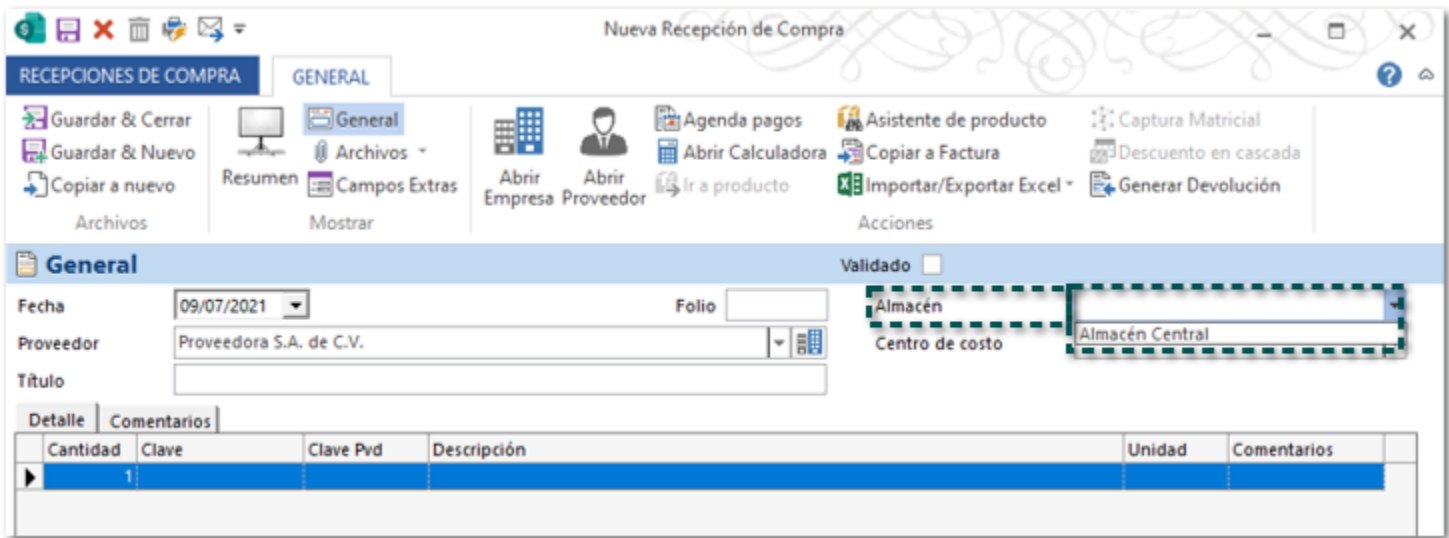 Nueva Recepción de Compra
RECEPCIONES DE COMPRA GENERAL
Guardar & Cerrar
Guardar & Nuevo
Copiar a nuevo
Archivos
Resumen
General
Archivos
Campos Extras
Mostrar
Abrir Empresa
Abrir Proveedor
Agenda pagos
Abrir Calculadora
Ir a producto
Asistente de producto
Copiar a Factura
Importar/Exportar Excel
Captura Matricial
Descuento en cascada
Generar Devolución
Acciones
General Validado
Fecha 09/07/2021 Folio Almacén
Almacén Central
Proveedor Proveedora S.A. de C.V. Centro de costo
Título
Detalle Comentarios
Cantidad Clave Clave Pvd Descripción Unidad Comentarios
1